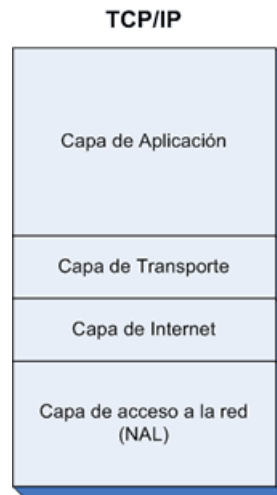 TCP/IP
Capa de Aplicación
Capa de Transporte
Capa de Internet
Capa de acceso a la red
(NAL)